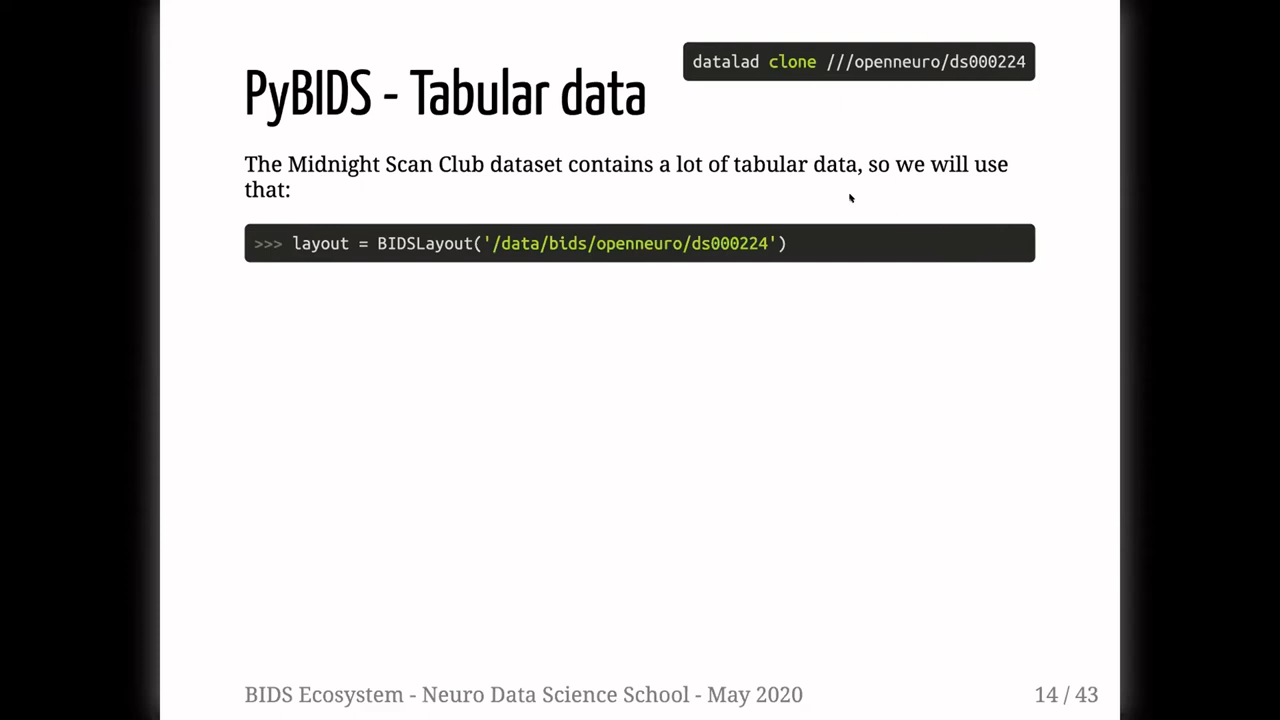 datalad clone ///openneuro/ds000224
PyBIDS - Tabular data
The Midnight Scan Club dataset contains a lot of tabular data, so we will use
that:
>>> layout = BIDSLayout('/data/bids/openneuro/ds000224')
BIDS Ecosystem - Neuro Data Science School - May 2020
14 / 43